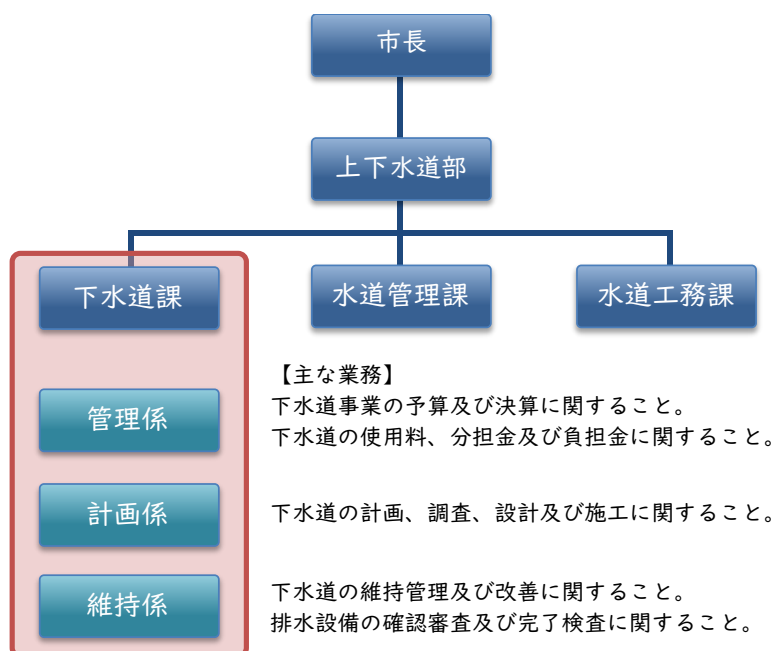 市長
上下水道部
下水道課
水道管理課
水道工務課
【主な業務】
管理係
下水道事業の予算及び決算に関すること。
下水道の使用料、分担金及び負担金に関すること。
計画係
下水道の計画、調査、設計及び施工に関すること。
維持係
下水道の維持管理及び改善に関すること。
排水設備の確認審査及び完了検査に関すること。